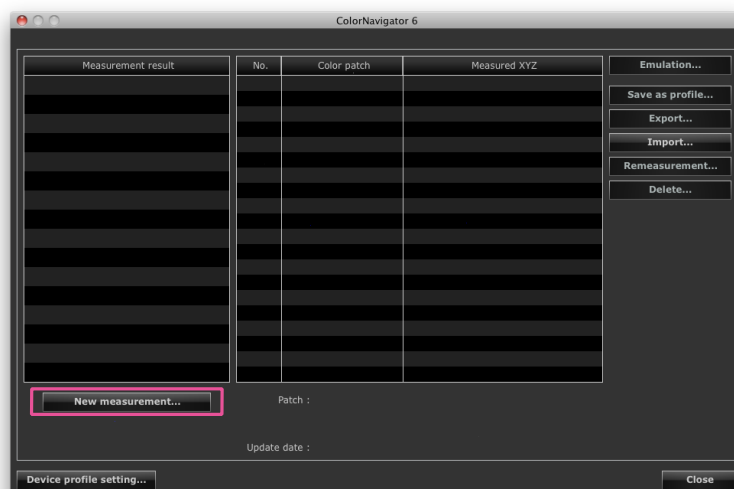 ColorNavigator 6
Measurement result
No. Color patch Measured XYZ
Emulation...
Save as profile...
Export...
Import...
Remeasurement...
Delete...
New measurement...
Patch :
Update date :
Device profile setting...
Close